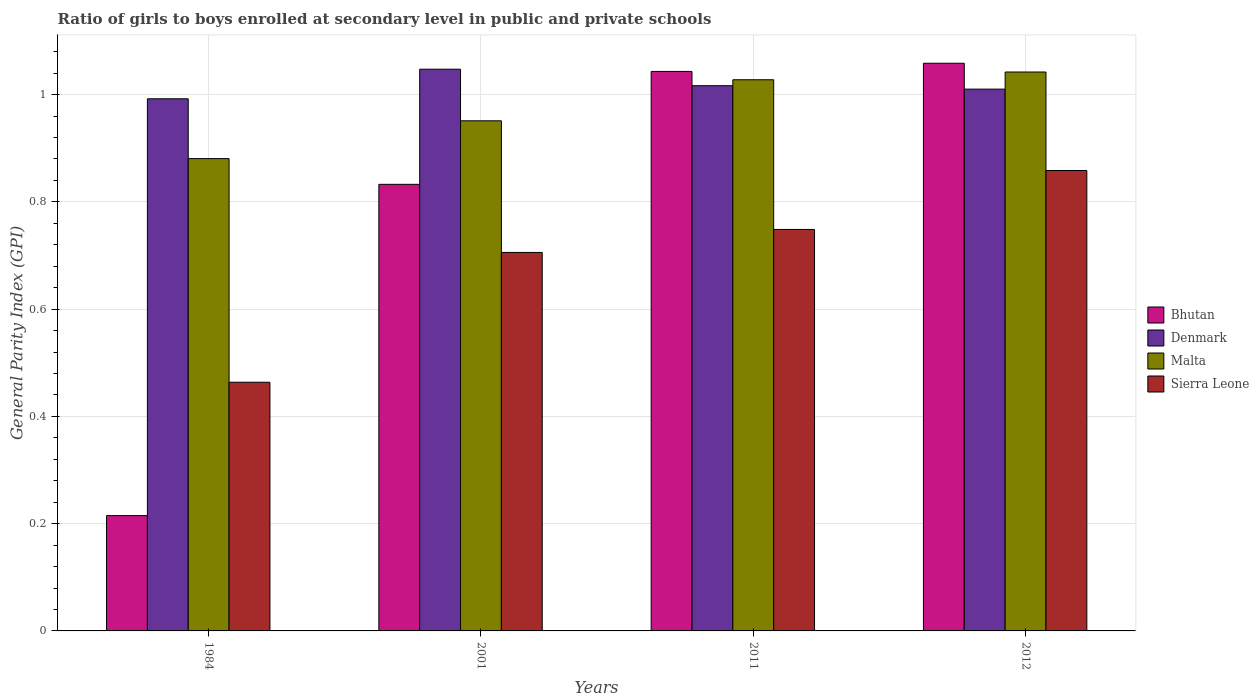 Ratio of girls to boys enrolled at secondary level in public and private schools
General Parity Index (GPI)
1
0.8
0.6
0.4
0.2
0
1984
2001
2011
2012
Years
Bhutan
Denmark
Malta
Sierra Leone